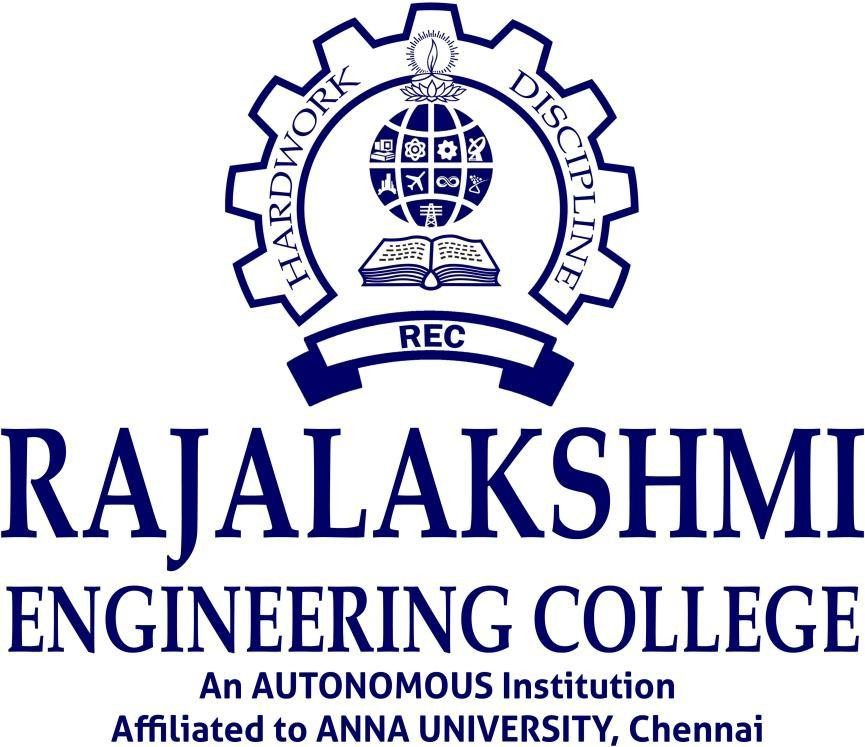 HARDWORK
DISCIPLINE
REC
RAJALAKSHMI
ENGINEERING COLLEGE
An AUTONOMOUS Institution
Affiliated to ANNA UNIVERSITY, Chennai